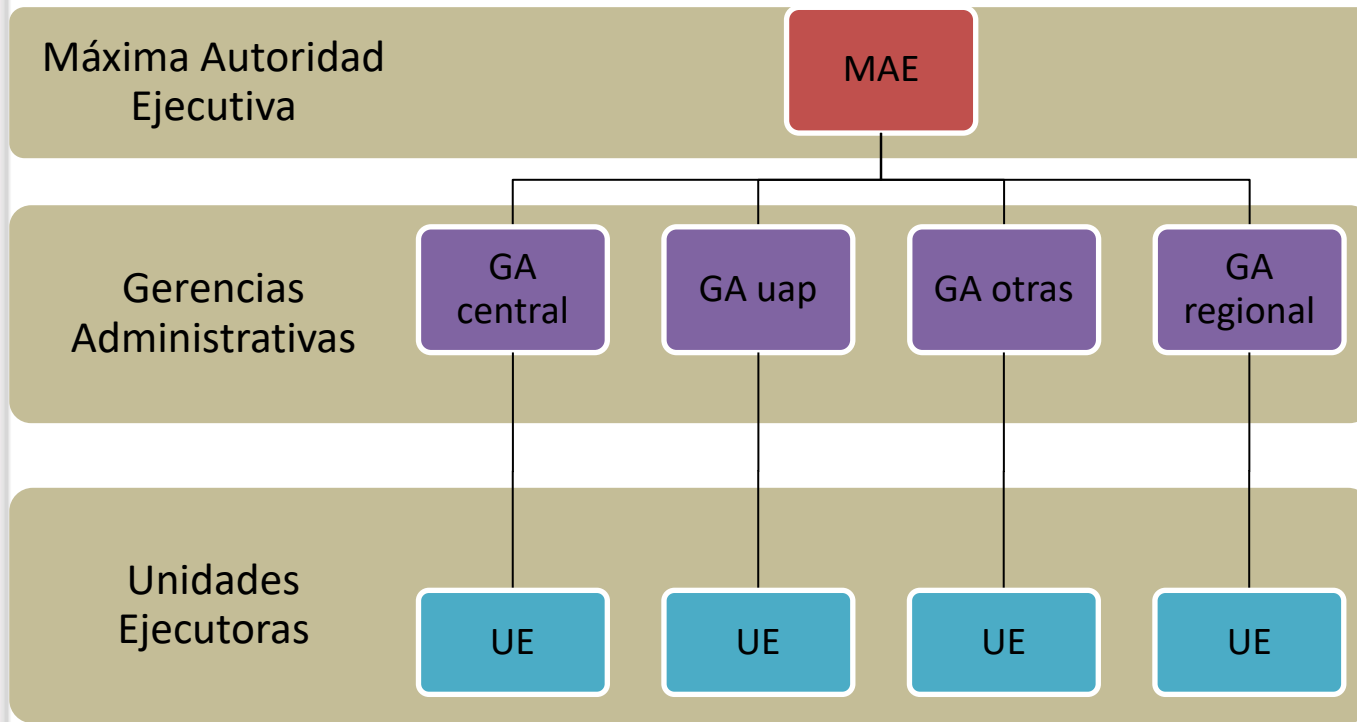 Máxima Autoridad
Ejecutiva
MAE
Gerencias
Administrativas
GA
central
GA uap
GA otras
GA
regional
Unidades
Ejecutoras
UE
UE
UE
UE